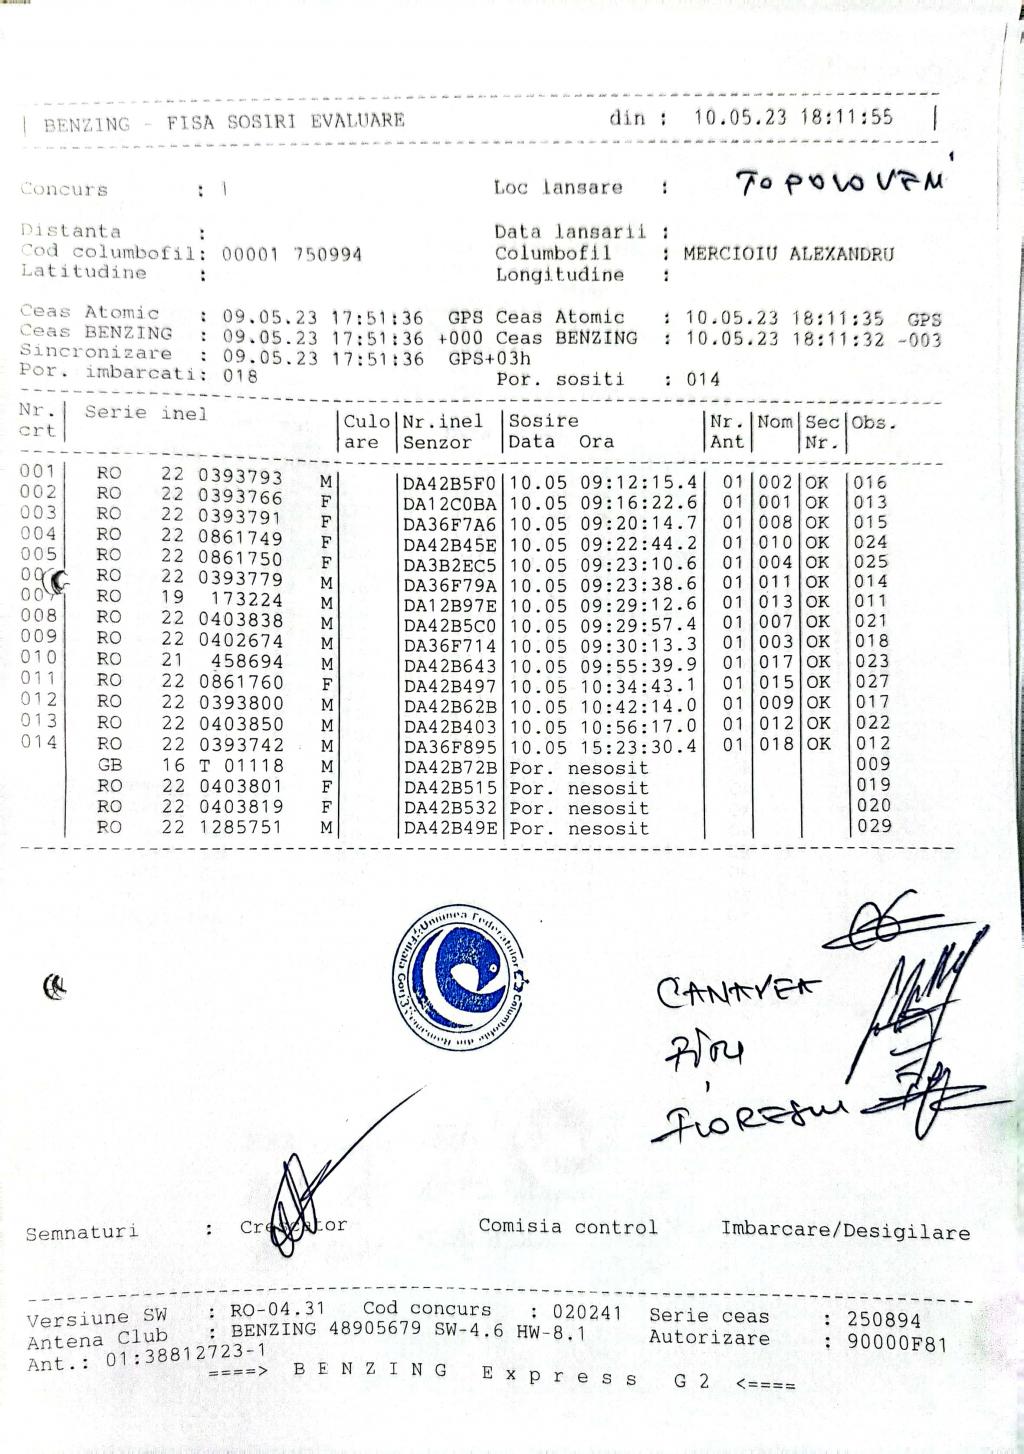 BENZING - FISA SOSIRI EVALUARE din : 10.05.23 18:11:55
Concurs : 1 Loc lansare : TOPOLOVENI
Distanta : Data lansarii :
Cod columbofil: 00001 750994 Columbofil : MERCIOIU ALEXANDRU
Latitudine : Longitudine :
Ceas Atomic : 09.05.23 17:51:36 GPS Ceas Atomic : 10.05.23 18:11:35 GPS
Ceas BENZING : 09.05.23 17:51:36 +000 Ceas BENZING : 10.05.23 18:11:32 -003
Sincronizare : 09.05.23 17:51:36 GPS+03h
Por. imbarcati: 018 Por. sositi : 014
Nr. Serie inel Culo Nr.inel Sosire Nr. Nom Sec Obs.
crt are Senzor Data Ora Ant Nr.
001 RO 22 0393793 M DA42B5F0 10.05 09:12:15.4 01 002 OK 016
002 RO 22 0393766 F DA12C0BA 10.05 09:16:22.6 01 001 OK 013
003 RO 22 0393791 F DA36F7A6 10.05 09:20:14.7 01 008 OK 015
004 RO 22 0861749 F DA42B45E 10.05 09:22:44.2 01 010 OK 024
005 RO 22 0861750 F DA3B2EC5 10.05 09:23:10.6 01 004 OK 025
006 RO 22 0393779 M DA36F79A 10.05 09:23:38.6 01 011 OK 014
007 RO 19 173224 M DA12B97E 10.05 09:29:12.6 01 013 OK 011
008 RO 22 0403838 M DA42B5C0 10.05 09:29:57.4 01 007 OK 021
009 RO 22 0402674 M DA36F714 10.05 09:30:13.3 01 003 OK 018
010 RO 21 458694 M DA42B643 10.05 09:55:39.9 01 017 OK 023
011 RO 22 0861760 F DA42B497 10.05 10:34:43.1 01 015 OK 027
012 RO 22 0393800 M DA42B62B 10.05 10:42:14.0 01 009 OK 017
013 RO 22 0403850 M DA42B403 10.05 10:56:17.0 01 012 OK 022
014 RO 22 0393742 M DA36F895 10.05 15:23:30.4 01 018 OK 012
GB 16 T 01118 M DA42B72B Por. nesosit 009
RO 22 0403801 F DA42B515 Por. nesosit 019
RO 22 0403819 F DA42B532 Por. nesosit 020
RO 22 1285751 M DA42B49E Por. nesosit 029
Uniunea Federatiilor Columbofile din Romania
Filiala Gorj
CANAVEA
Semnaturi : Crescator Comisia control Imbarcare/Desigilare
Versiune SW : RO-04.31 Cod concurs : 020241 Serie ceas : 250894
Antena Club : BENZING 48905679 SW-4.6 HW-8.1 Autorizare : 90000F81
Ant.: 01:38812723-1
====> BENZING Express G2 <====